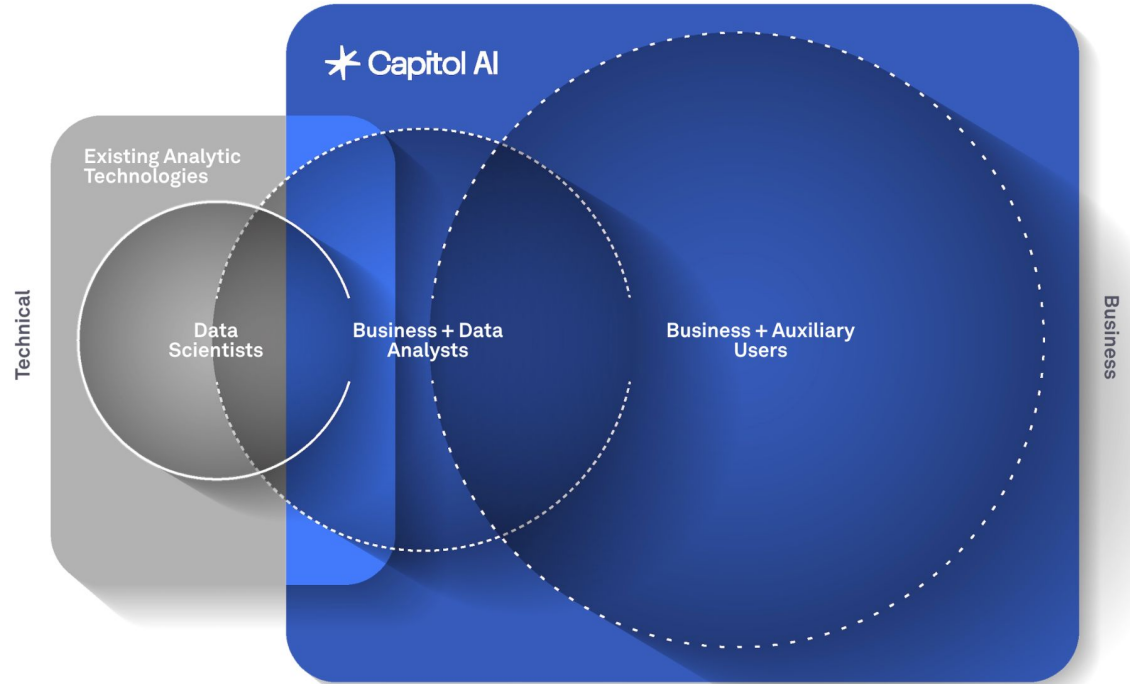 Capitol AI
Existing Analytic
Technologies
Technical
Data
Scientists
Business + Data
Analysts
Business + Auxiliary
Users
Business